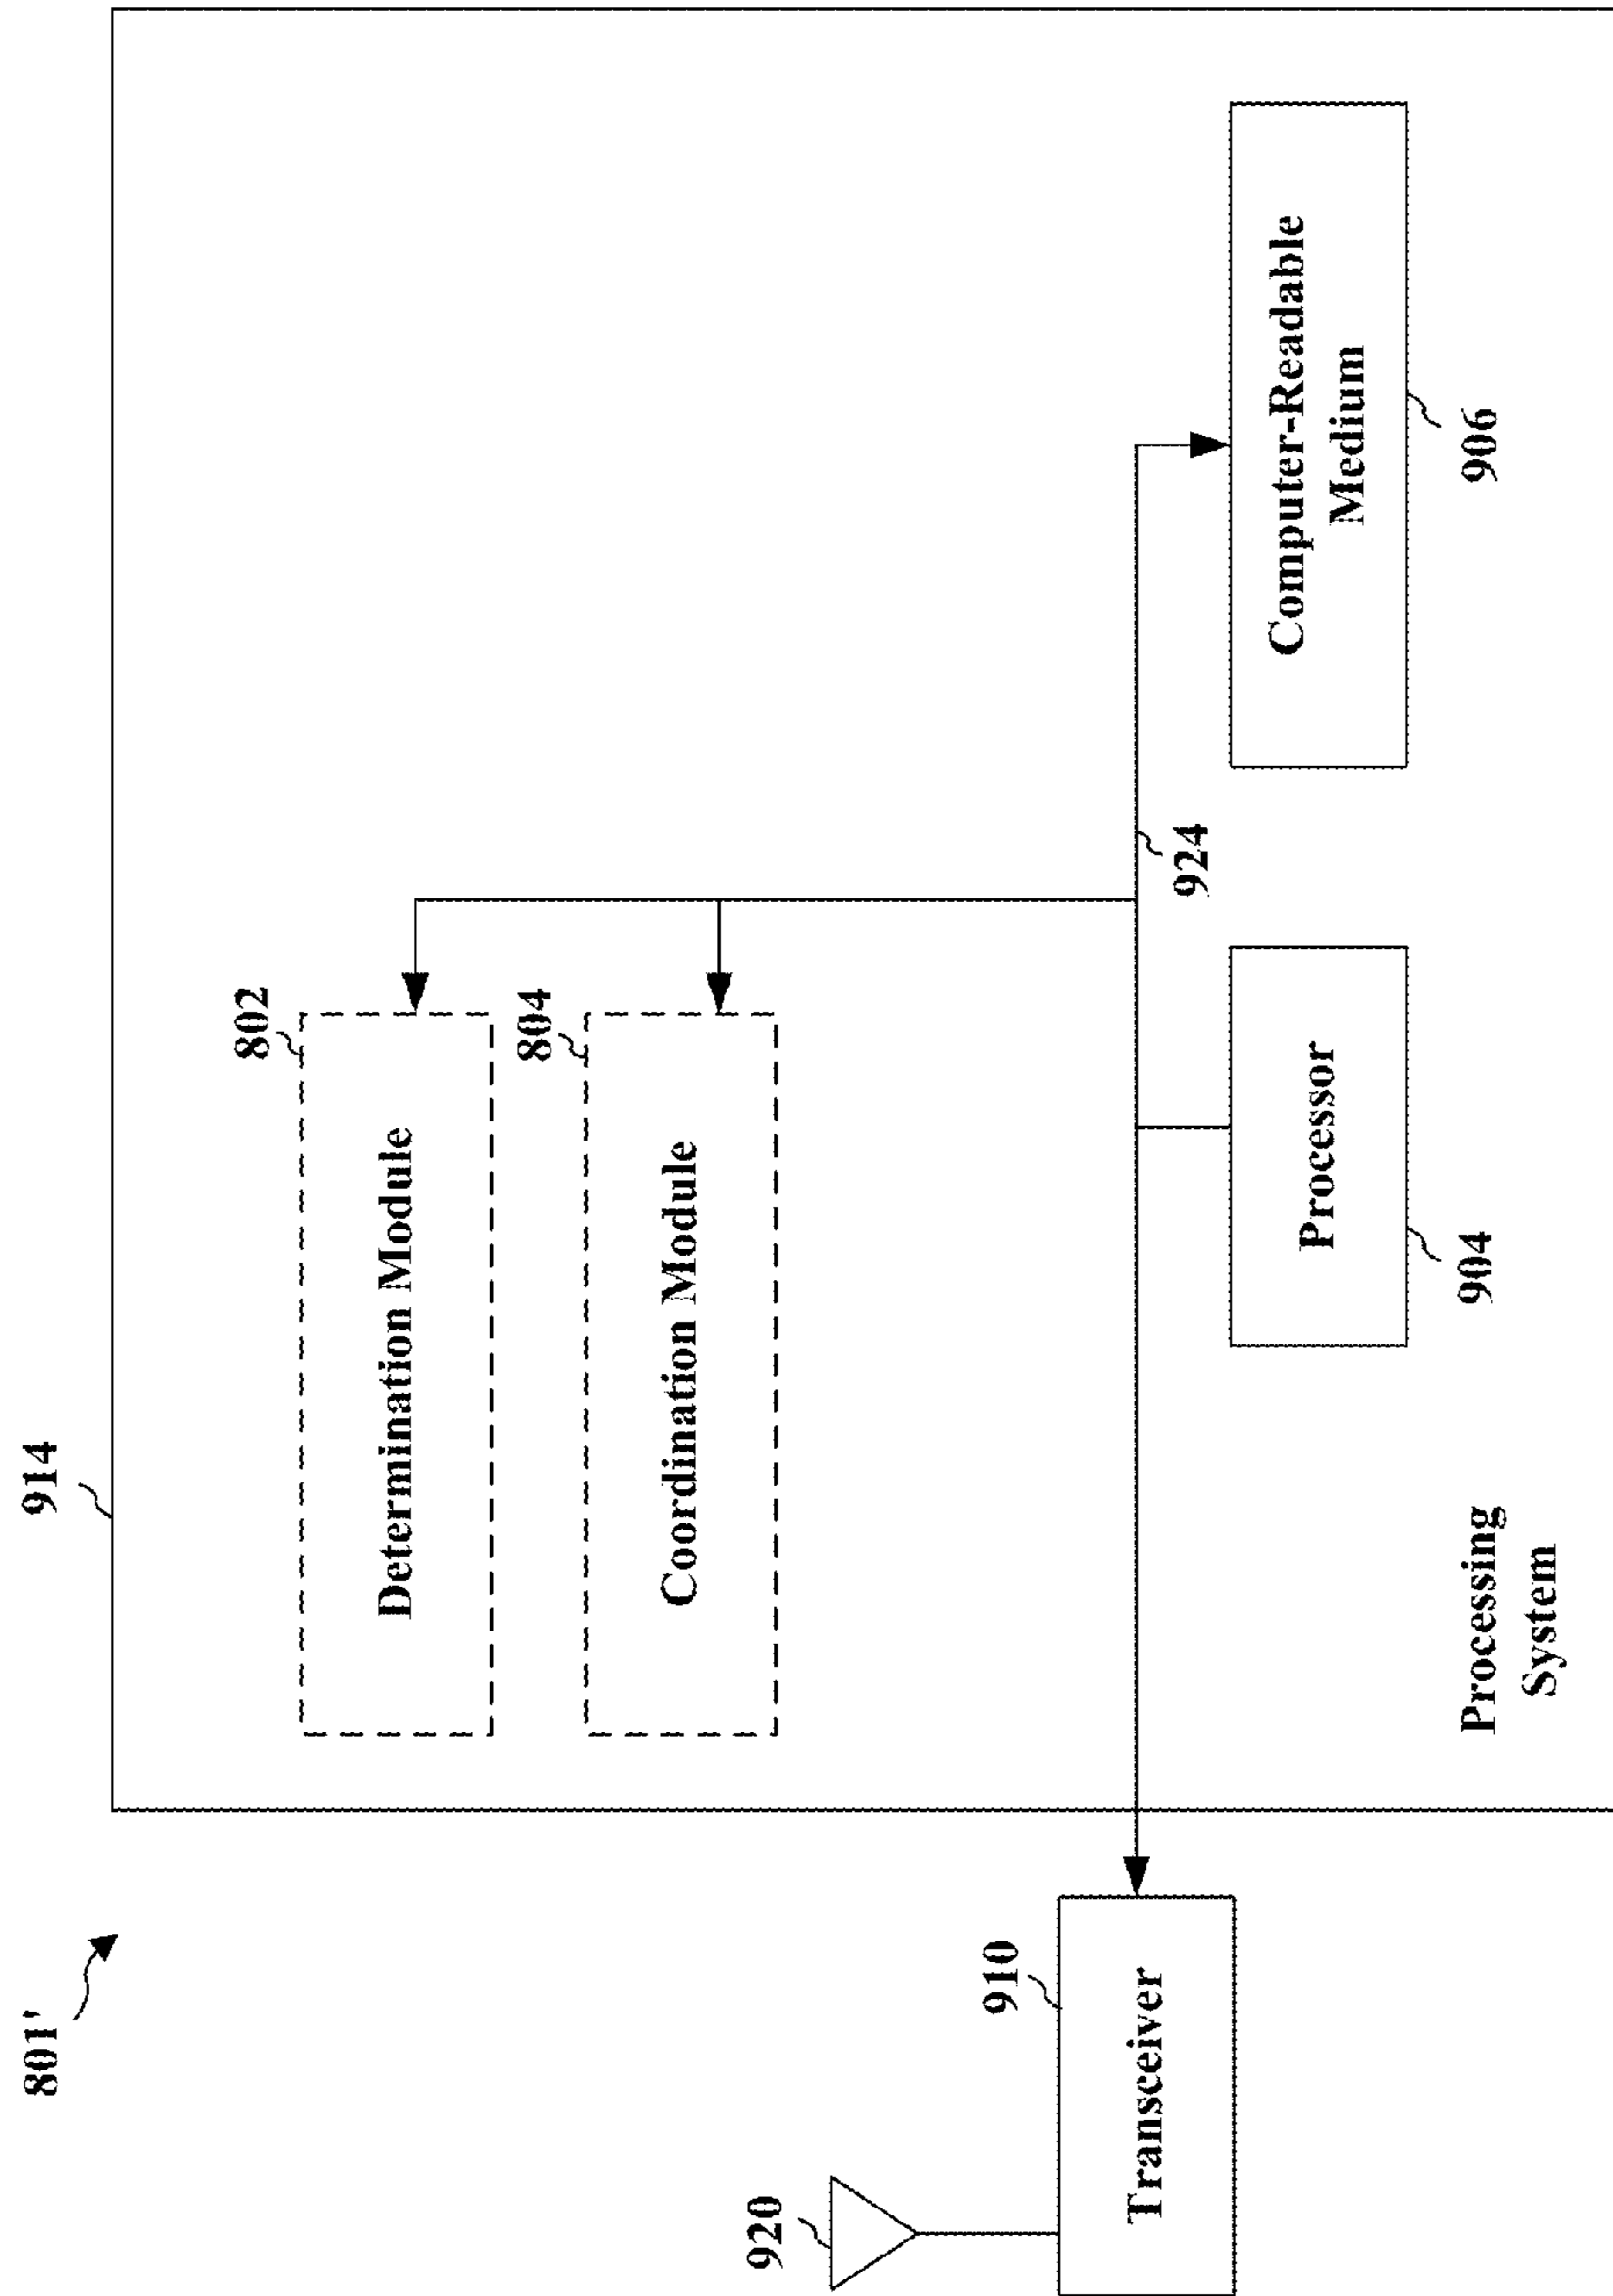 801'
914
802
Determination Module
804
Coordination Module
920
910
Transceiver
924
Processor
904
Computer-Readable
Medium
906
Processing
System